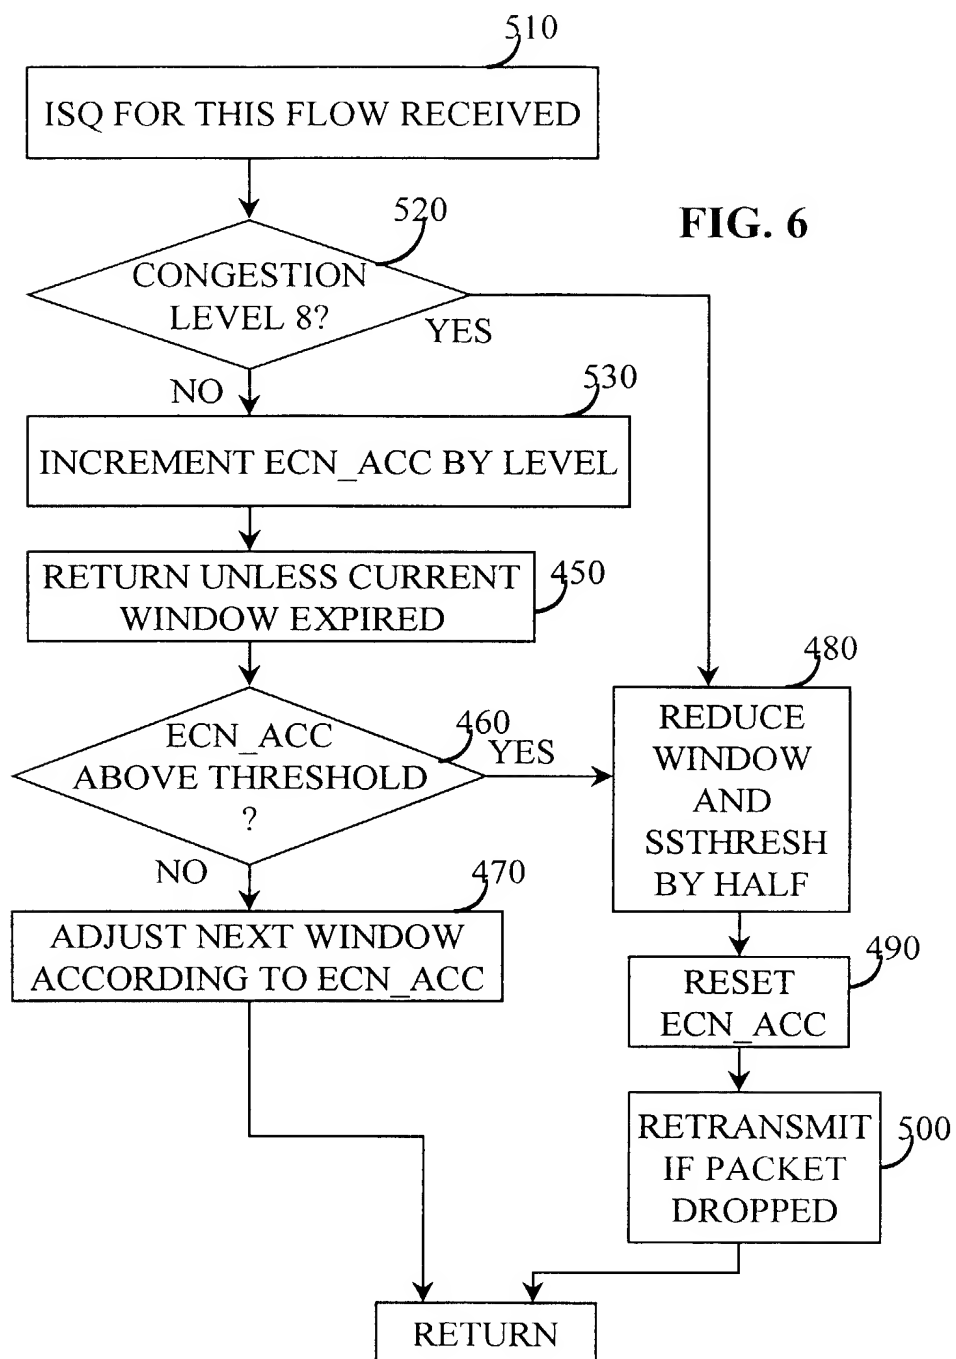 510
ISQ FOR THIS FLOW RECEIVED
FIG. 6
520
CONGESTION
LEVEL 8?
YES
NO
530
INCREMENT ECN_ACC BY LEVEL
RETURN UNLESS CURRENT
WINDOW EXPIRED
450
ECN_ACC
ABOVE THRESHOLD
?
460
YES
NO
480
REDUCE
WINDOW
AND
SSTHRESH
BY HALF
470
ADJUST NEXT WINDOW
ACCORDING TO ECN_ACC
490
RESET
ECN_ACC
RETRANSMIT
IF PACKET
DROPPED
500
RETURN